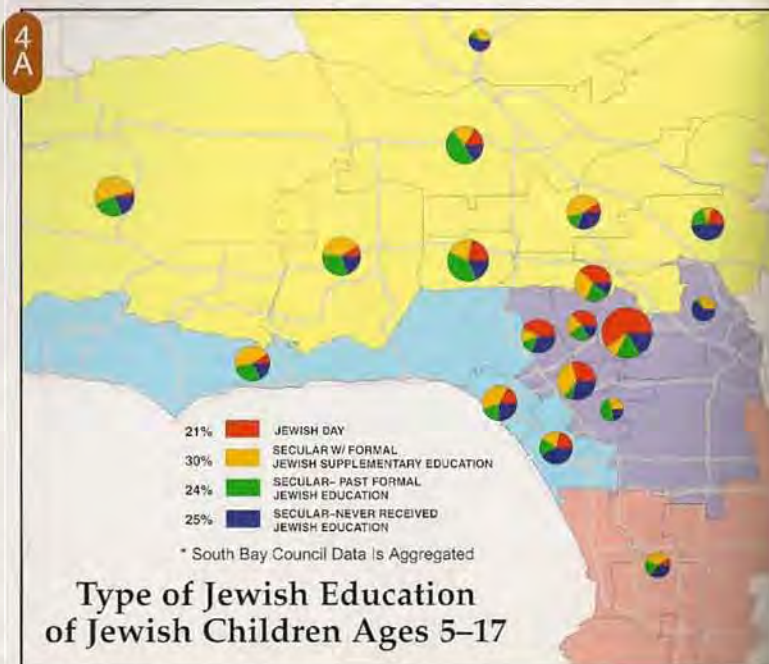 4
A
21% JEWISH DAY
30% SECULAR W/ FORMAL
JEWISH SUPPLEMENTARY EDUCATION
24% SECULAR– PAST FORMAL
JEWISH EDUCATION
25% SECULAR–NEVER RECEIVED
JEWISH EDUCATION
* South Bay Council Data Is Aggregated
Type of Jewish Education
of Jewish Children Ages 5–17